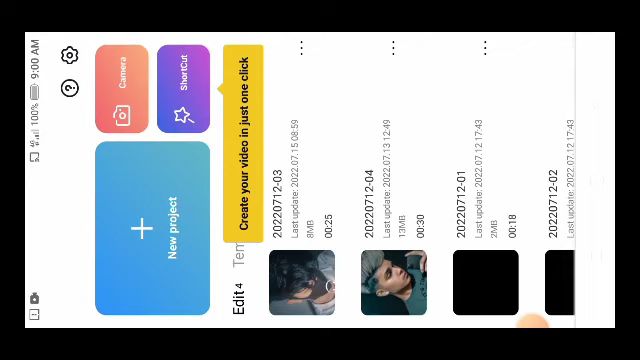 4G 100% 9:00 AM
New project
Camera
ShortCut
Create your video in just one click
Edit 4
Tem
20220712-03
Last update: 2022.07.15 08:59
8MB
00:25
20220712-04
Last update: 2022.07.13 12:49
13MB
00:30
20220712-01
Last update: 2022.07.12 17:43
2MB
00:18
20220712-02
Last update: 2022.07.12 17:43